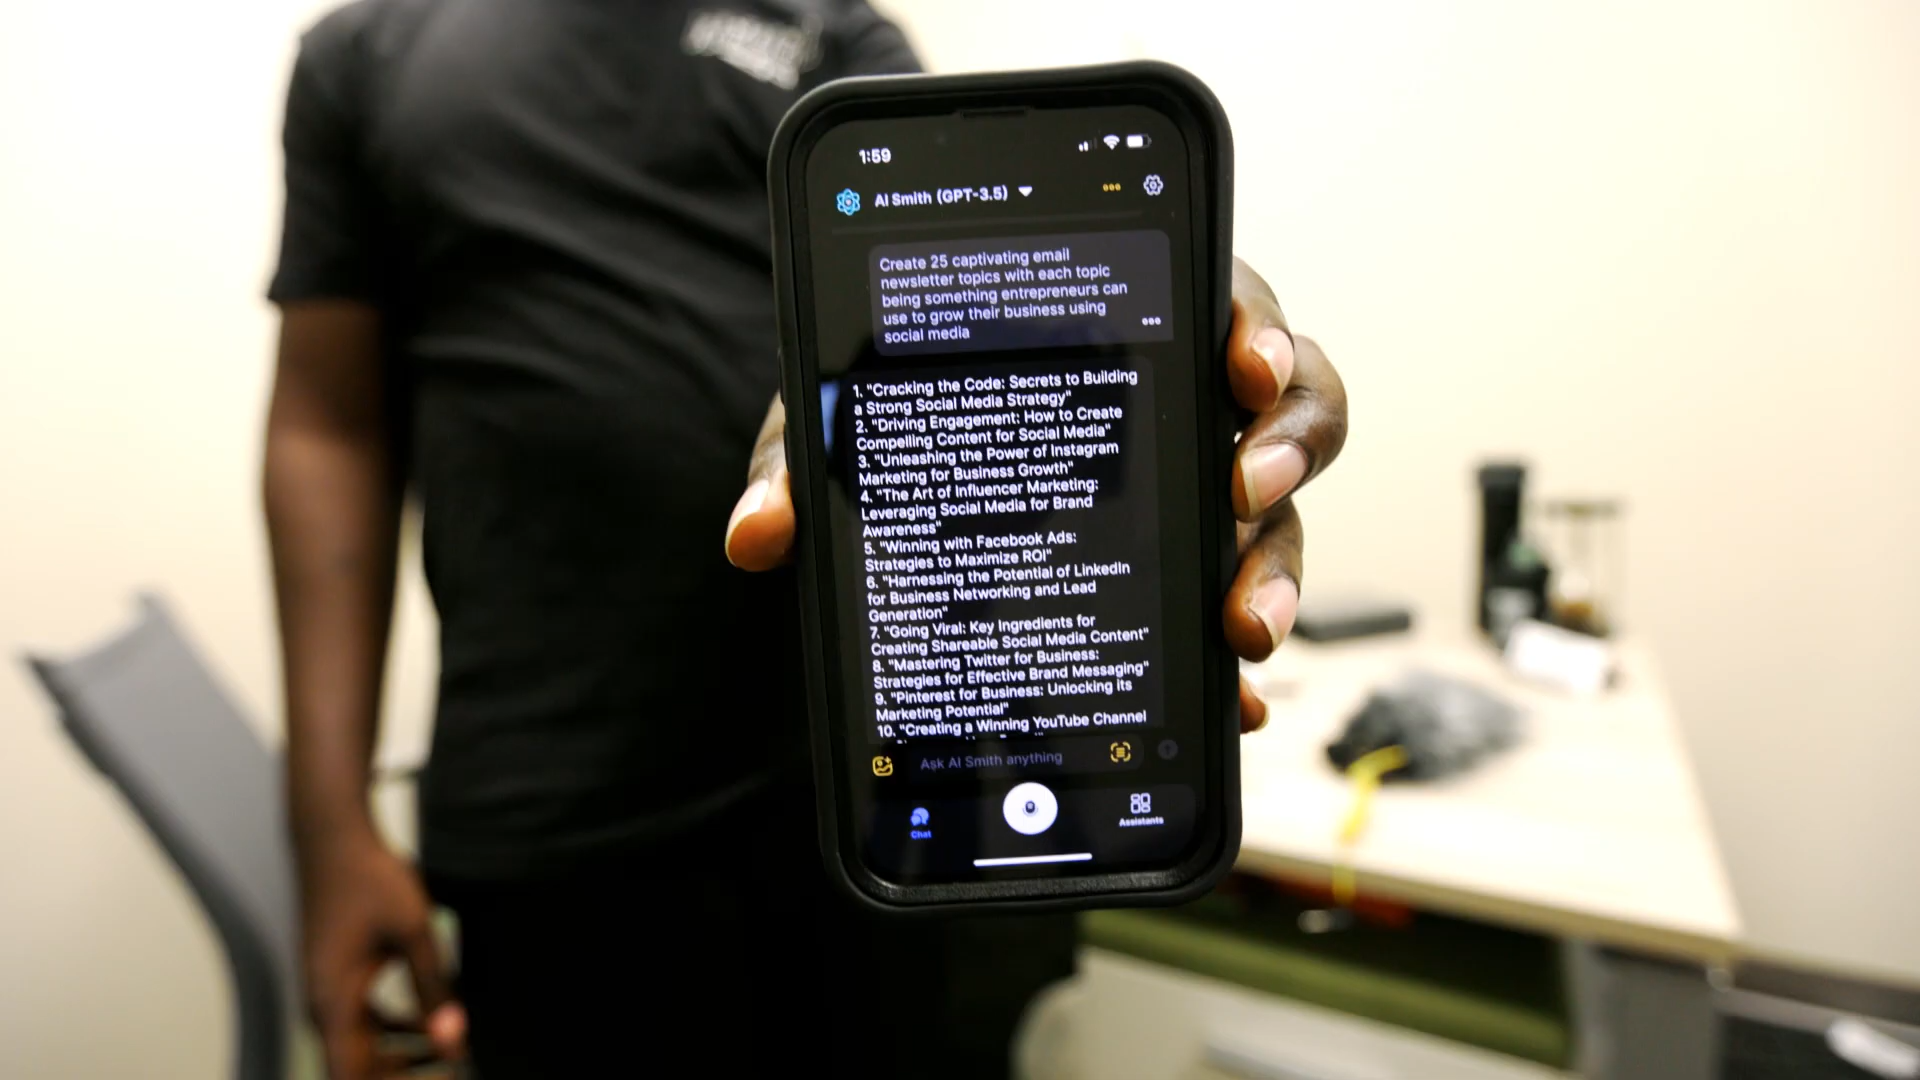 1:59
AI Smith (GPT-3.5)
Create 25 captivating email
newsletter topics with each topic
being something entrepreneurs can
use to grow their business using
social media
1. "Cracking the Code: Secrets to Building
a Strong Social Media Strategy"
2. "Driving Engagement: How to Create
Compelling Content for Social Media"
3. "Unleashing the Power of Instagram
Marketing for Business Growth"
4. "The Art of Influencer Marketing:
Leveraging Social Media for Brand
Awareness"
5. "Winning with Facebook Ads:
Strategies to Maximize ROI"
6. "Harnessing the Potential of LinkedIn
for Business Networking and Lead
Generation"
7. "Going Viral: Key Ingredients for
Creating Shareable Social Media Content"
8. "Mastering Twitter for Business:
Strategies for Effective Brand Messaging"
9. "Pinterest for Business: Unlocking its
Marketing Potential"
10. "Creating a Winning YouTube Channel
Ask AI Smith anything
Chat
Assistants